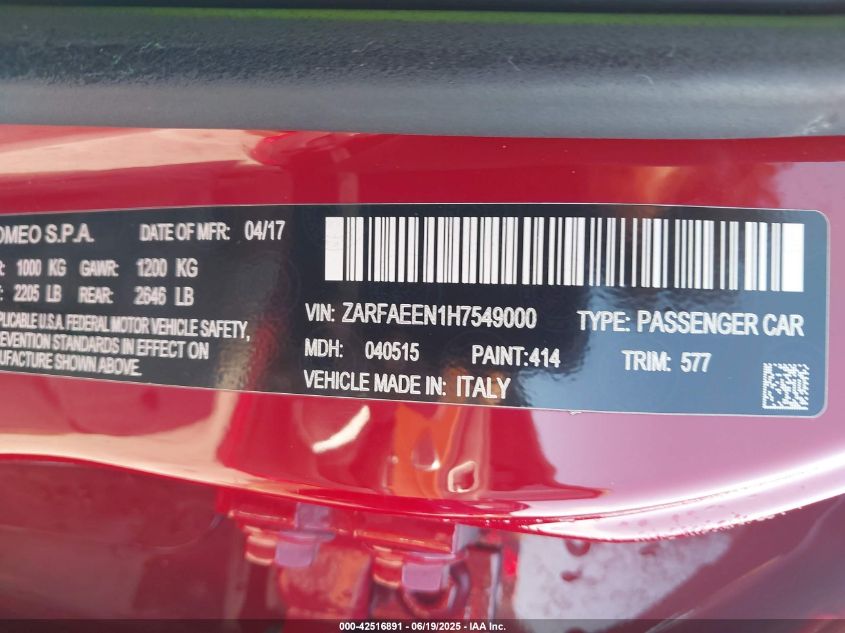 OMEO S.P.A. DATE OF MFR: 04/17
R: 1000 KG GAWR: 1200 KG
2205 LB REAR: 2646 LB
PLICABLE U.S.A. FEDERAL MOTOR VEHICLE SAFETY,
EVENTION STANDARDS IN EFFECT ON
UFACTURE SHOWN ABOVE.
VIN: ZARFAEEN1H7549000 TYPE: PASSENGER CAR
MDH: 040515 PAINT:414 TRIM: 577
VEHICLE MADE IN: ITALY
000-42516891 - 06/19/2025 - IAA Inc.